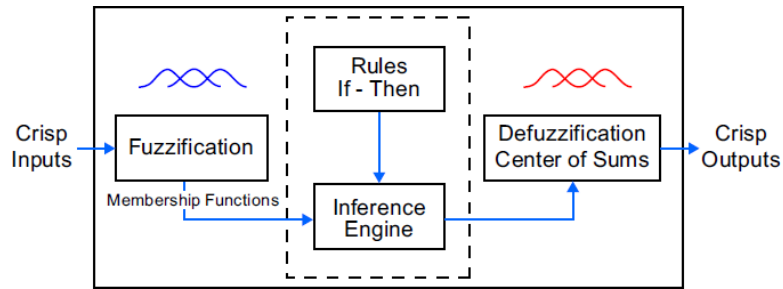 Crisp
Inputs
Fuzzification
Membership Functions
Rules
If - Then
Inference
Engine
Defuzzification
Center of Sums
Crisp
Outputs